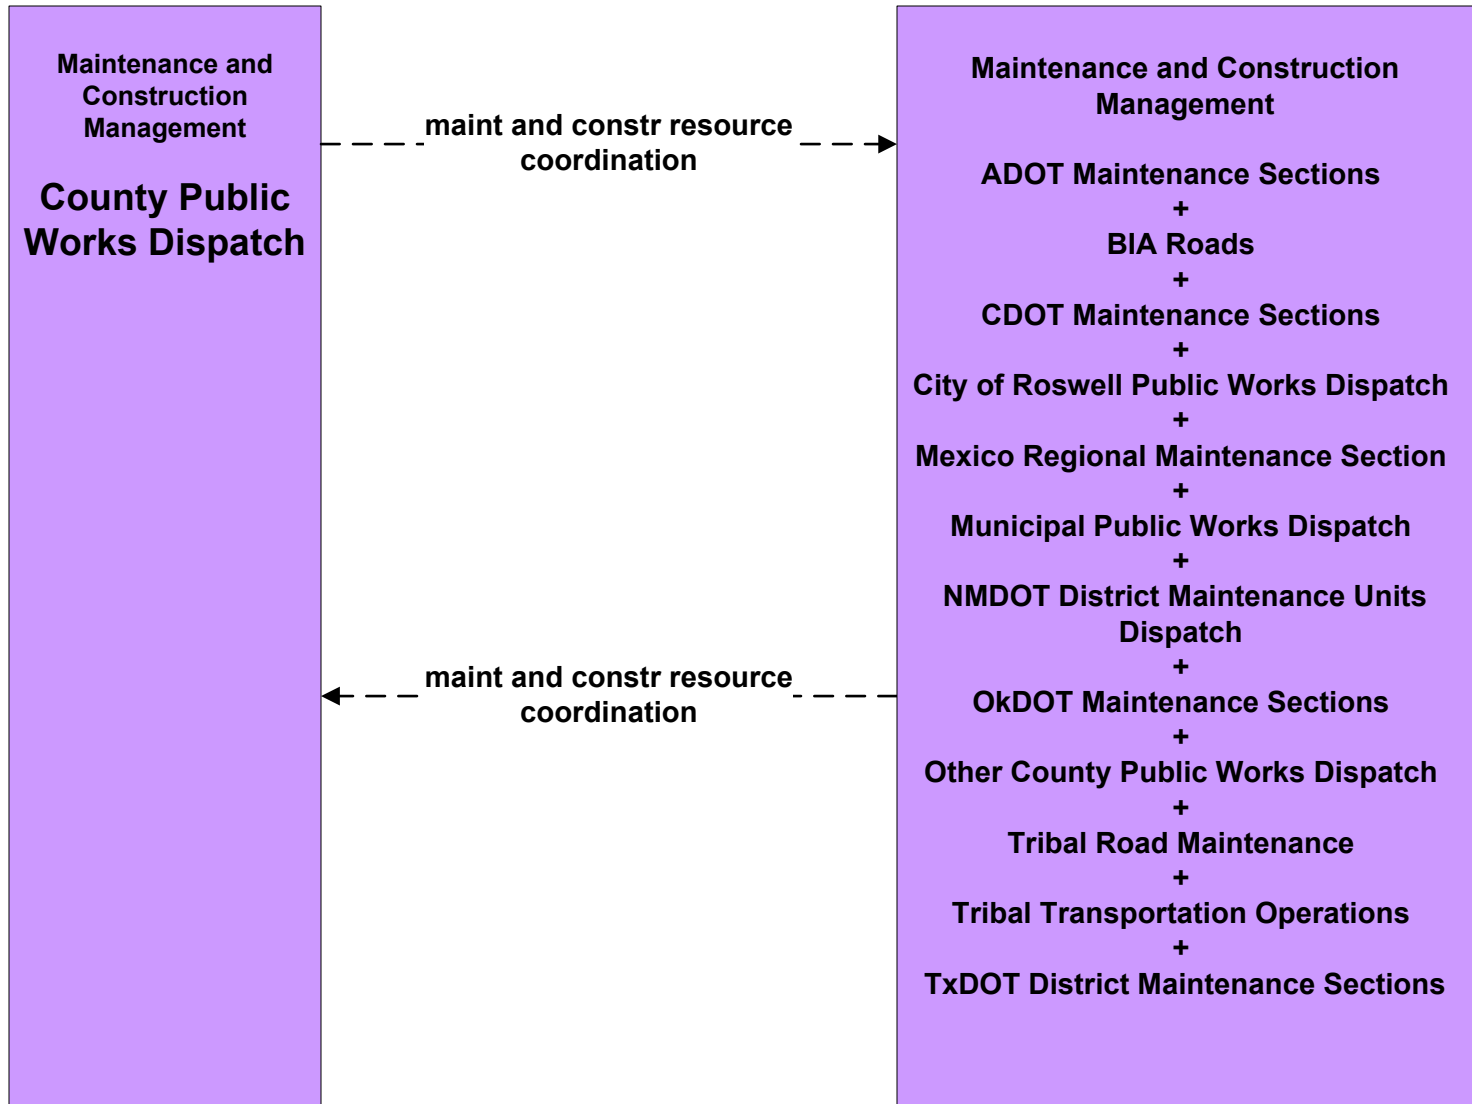 Maintenance and
Construction
Management
County Public
Works Dispatch
maint and constr resource
coordination
maint and constr resource
coordination
Maintenance and Construction
Management
ADOT Maintenance Sections
+
BIA Roads
+
CDOT Maintenance Sections
+
City of Roswell Public Works Dispatch
+
Mexico Regional Maintenance Section
+
Municipal Public Works Dispatch
+
NMDOT District Maintenance Units
Dispatch
+
OkDOT Maintenance Sections
+
Other County Public Works Dispatch
+
Tribal Road Maintenance
+
Tribal Transportation Operations
+
TxDOT District Maintenance Sections